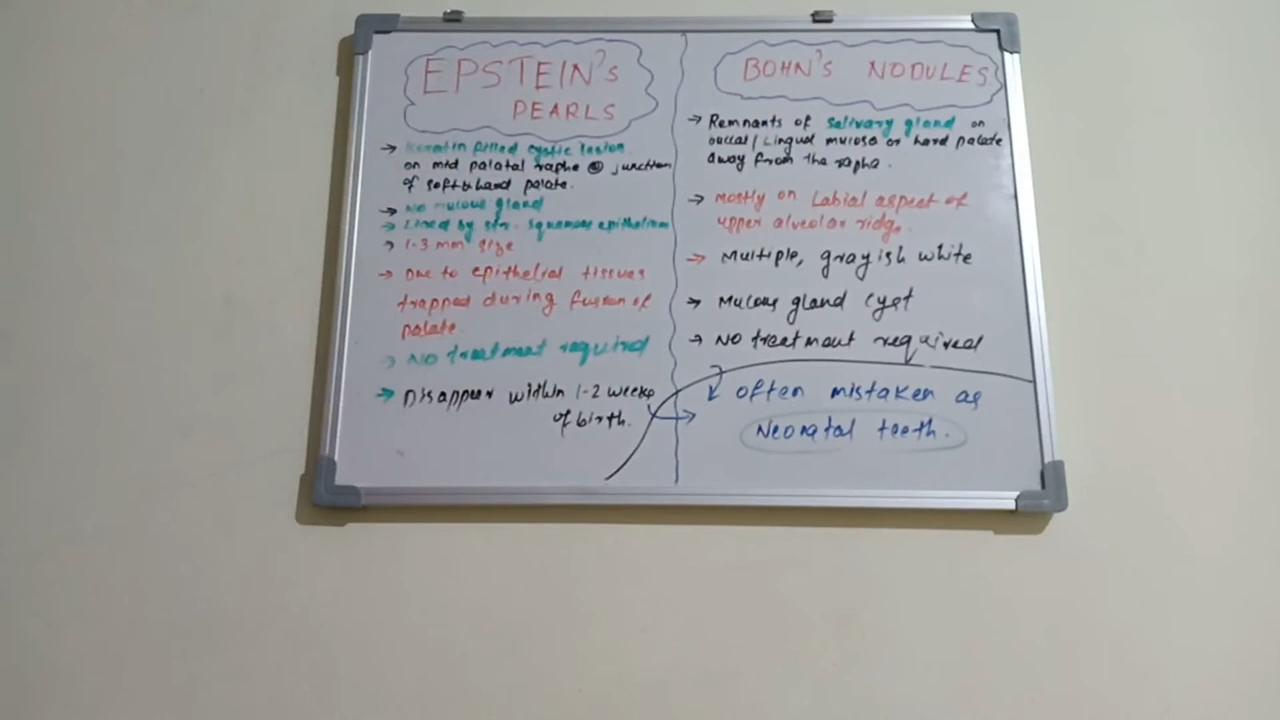 EPSTEIN's
PEARLS
→ Keratin filled cystic lesion
on mid palatal raphe @ junction
of soft & hard palate.
→ No Mucous gland
→ Lined by str. squamous epithelium
→ 1-3 mm size
→ Due to epithelial tissues
trapped during fusion of
palate.
→ No treatment required
→ Disappear within 1-2 weeks
of birth.
BOHN's NODULES
→ Remnants of Salivary gland on
buccal/Lingual mucosa or hard palate
away from the raphe.
→ mostly on Labial aspect of
upper alveolar ridge.
→ Multiple, grayish white
→ Mucous gland cyst
→ No treatment required
often mistaken as
Neonatal teeth.